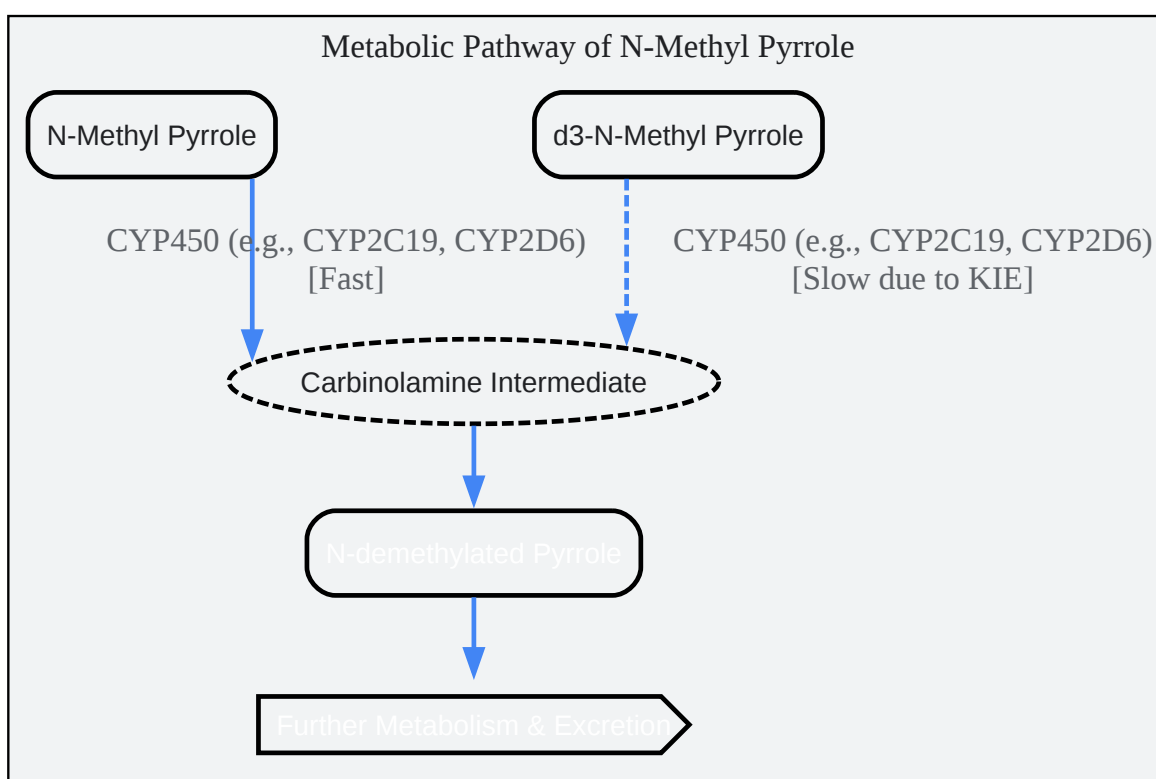 Metabolic Pathway of N-Methyl Pyrrole
N-Methyl Pyrrole
d3-N-Methyl Pyrrole
CYP450 (e.g., CYP2C19, CYP2D6)
[Fast]
CYP450 (e.g., CYP2C19, CYP2D6)
[Slow due to KIE]
Carbinolamine Intermediate
N-demethylated Pyrrole
Further Metabolism & Excretion